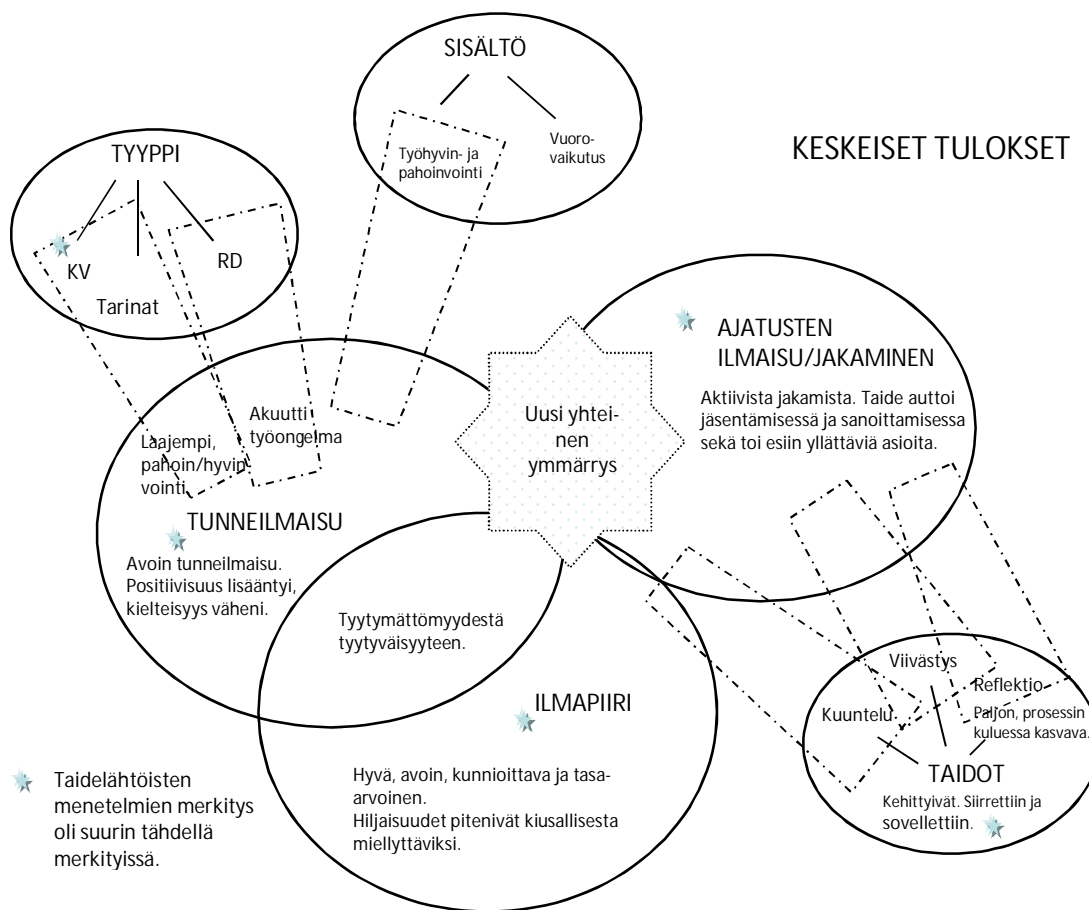 SISÄLTÖ
Työhyvin- ja
pahoinvointi
Vuoro-
vaikutus
KESKEISET TULOKSET
TYYPPI
KV
Tarinat
RD
AJATUSTEN
ILMAISU/JAKAMINEN
Aktiivista jakamista. Taide auttoi
jäsentämisessä ja sanoittamisessa
sekä toi esiin yllättäviä asioita.
Uusi yhtei-
nen
ymmärrys
Akuutti
työongelma
Laajempi,
pahoin/hyvin
vointi
TUNNEILMAISU
Avoin tunneilmaisu.
Positiivisuus lisääntyi,
kielteisyys väheni.
Tyytymättömyydestä
tyytyväisyyteen.
ILMAPIIRI
Hyvä, avoin, kunnioittava ja tasa-
arvoinen.
Hiljaisuudet pitenivät kiusallisesta
miellyttäviksi.
Viivästys
Reflektio
Paljon, prosessin
kuluessa kasvava.
Kuuntelu
TAIDOT
Kehittyivät. Siirrettiin ja
sovellettiin.
Taidelähtöisten
menetelmien merkitys
oli suurin tähdellä
merkityissä.